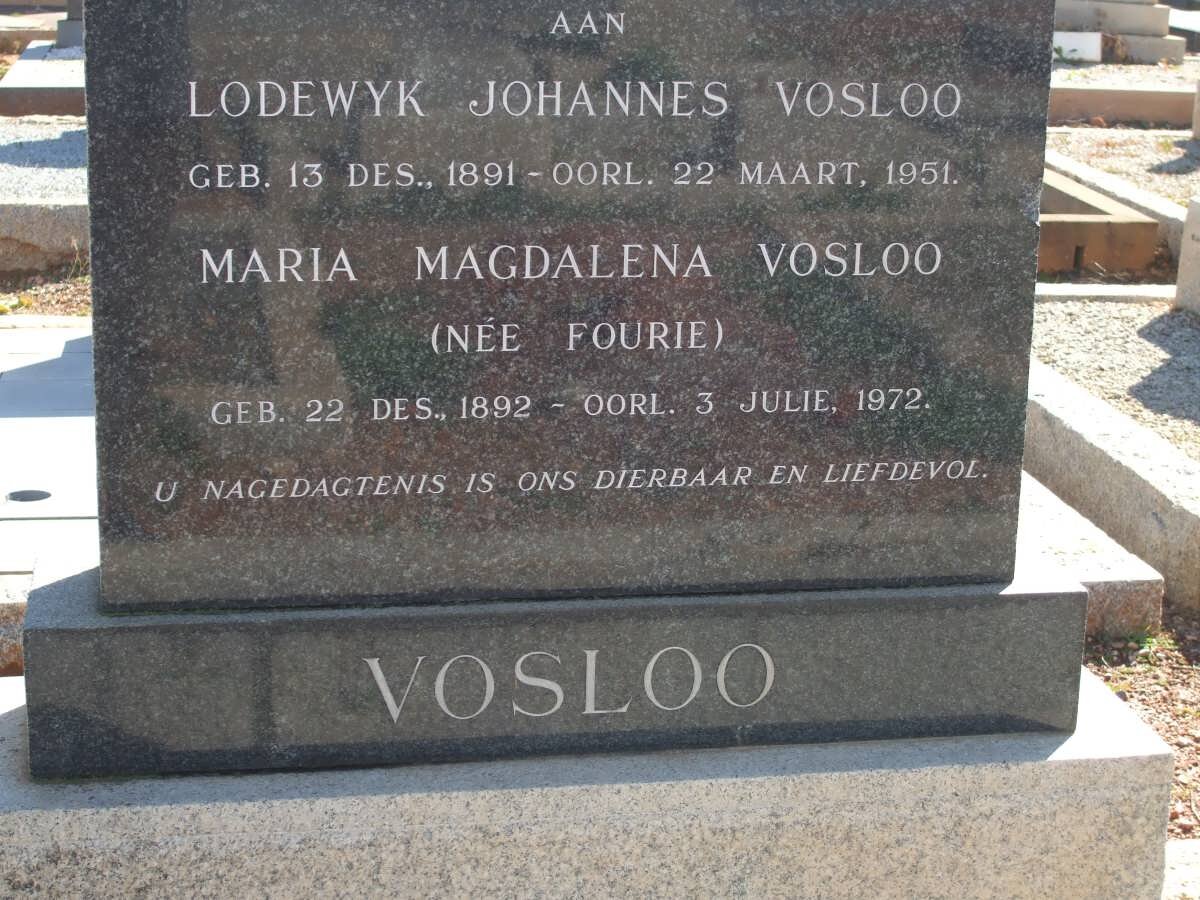 AAN
LODEWYK JOHANNES VOSLOO
GEB. 13 DES., 1891 - OORL. 22 MAART, 1951.
MARIA MAGDALENA VOSLOO
(NÉE FOURIE)
GEB. 22 DES., 1892 - OORL. 3 JULIE, 1972.
U NAGEDAGTENIS IS ONS DIERBAAR EN LIEFDEVOL.
VOSLOO